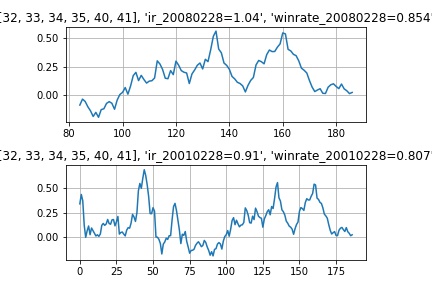 [32, 33, 34, 35, 40, 41], 'ir_20080228=1.04', 'winrate_20080228=0.854'
0.50
0.25
0.00
80 100 120 140 160 180
[32, 33, 34, 35, 40, 41], 'ir_20010228=0.91', 'winrate_20010228=0.807'
0.50
0.25
0.00
0 25 50 75 100 125 150 175